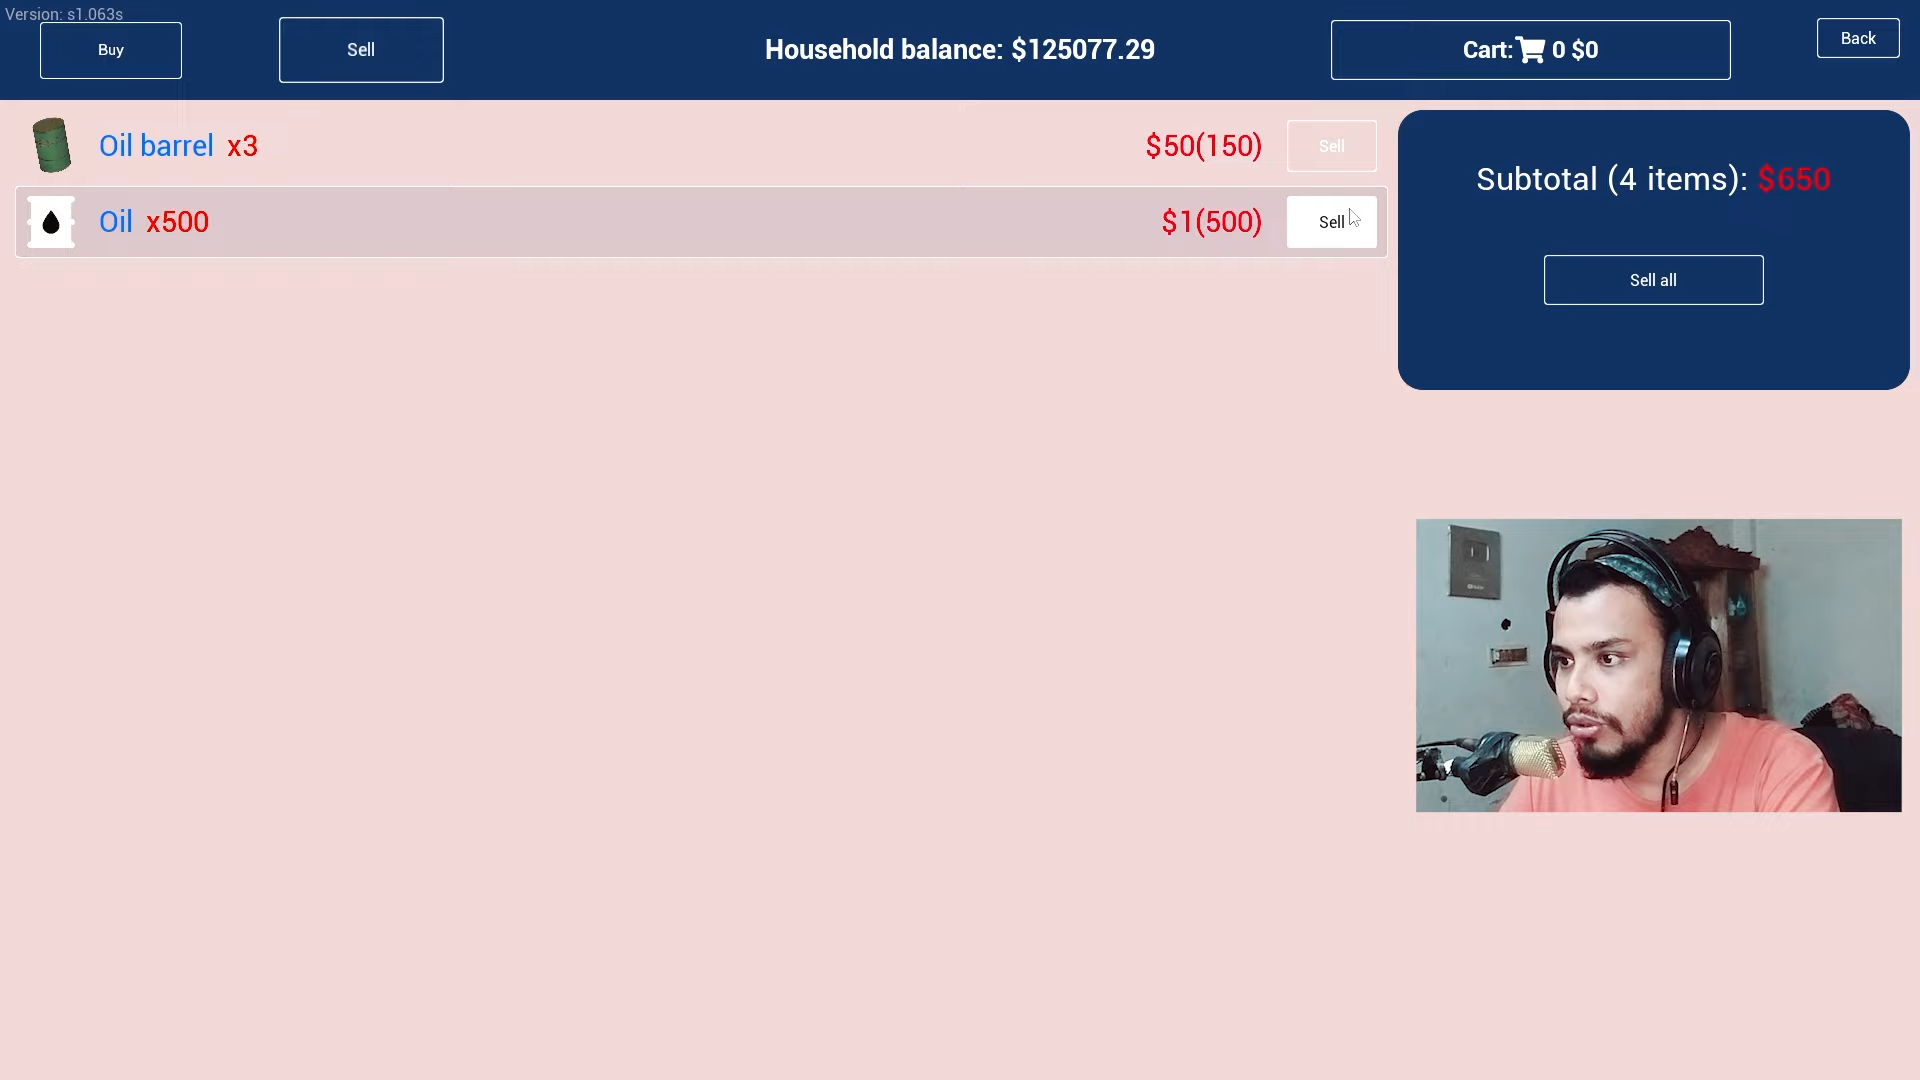 Version: s1.063s
Buy
Sell
Household balance: $125077.29
Cart: 0 $0
Back
Oil barrel x3
$50(150)
Sell
Oil x500
$1(500)
Sell
Subtotal (4 items): $650
Sell all